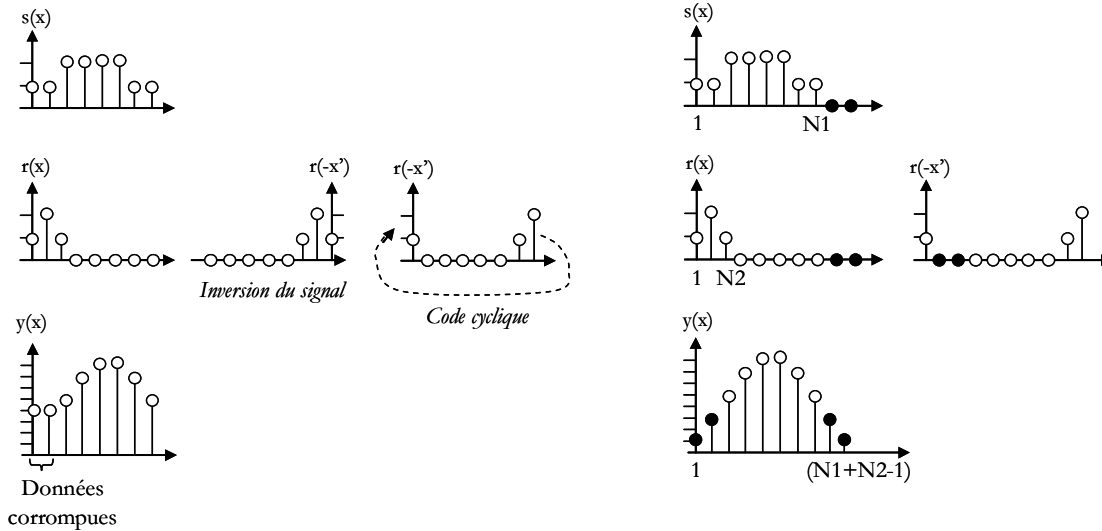 s(x)
s(x)
1
N1
r(x)
r(-x')
r(-x')
r(x)
r(-x')
Inversion du signal
Code cyclique
1
N2
y(x)
y(x)
1
(N1+N2-1)
Données
corrompues